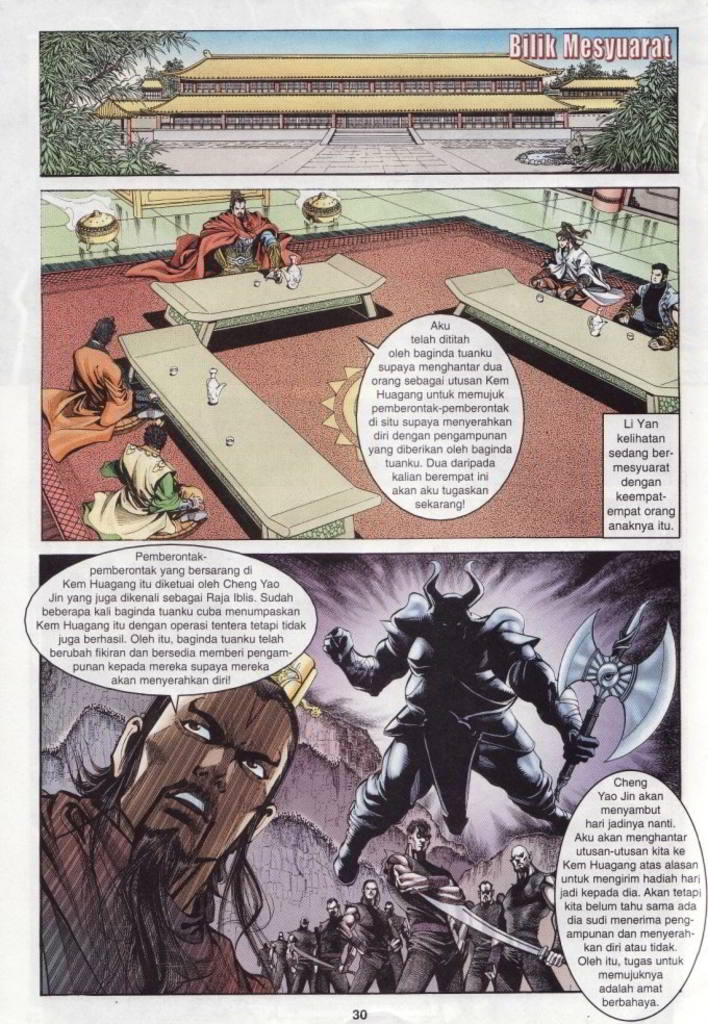 Bilik Mesyuarat
Aku
telah dititah
oleh baginda tuanku
supaya menghantar dua
orang sebagai utusan Kem
Huagang untuk memujuk
pemberontak-pemberontak
di situ supaya menyerah
diri dengan pengampunan
yang diberikan oleh baginda
tuanku. Dua daripada
kalian berempat ini
akan aku tugaskan
sekarang!
Li Yan
kelihatan
sedang ber-
mesyuarat
dengan
keempat-
empat orang
anaknya itu.
Pemberontak-
pemberontak yang bersarang di
Kem Huagang itu diketuai oleh Cheng Yao
Jin yang juga dikenali sebagai Raja Iblis. Sudah
beberapa kali baginda tuanku cuba menumpaskan
Kem Huagang itu dengan operasi tentera tetapi tidak
juga berhasil. Oleh itu, baginda tuanku telah
berubah fikiran dan bersedia memberi pengam-
punan kepada mereka supaya mereka
akan menyerah diri!
Cheng
Yao Jin akan
menyambut
hari jadinya nanti.
Aku akan menghantar
utusan-utusan kita ke
Kem Huagang atas alasan
untuk mengirim hadiah hari
jadi kepada dia. Akan tetapi
kita belum tahu sama ada
dia sudi menerima peng-
ampunan dan menyerah-
kan diri atau tidak.
Oleh itu, tugas untuk
memujuknya
adalah amat
berbahaya.
30